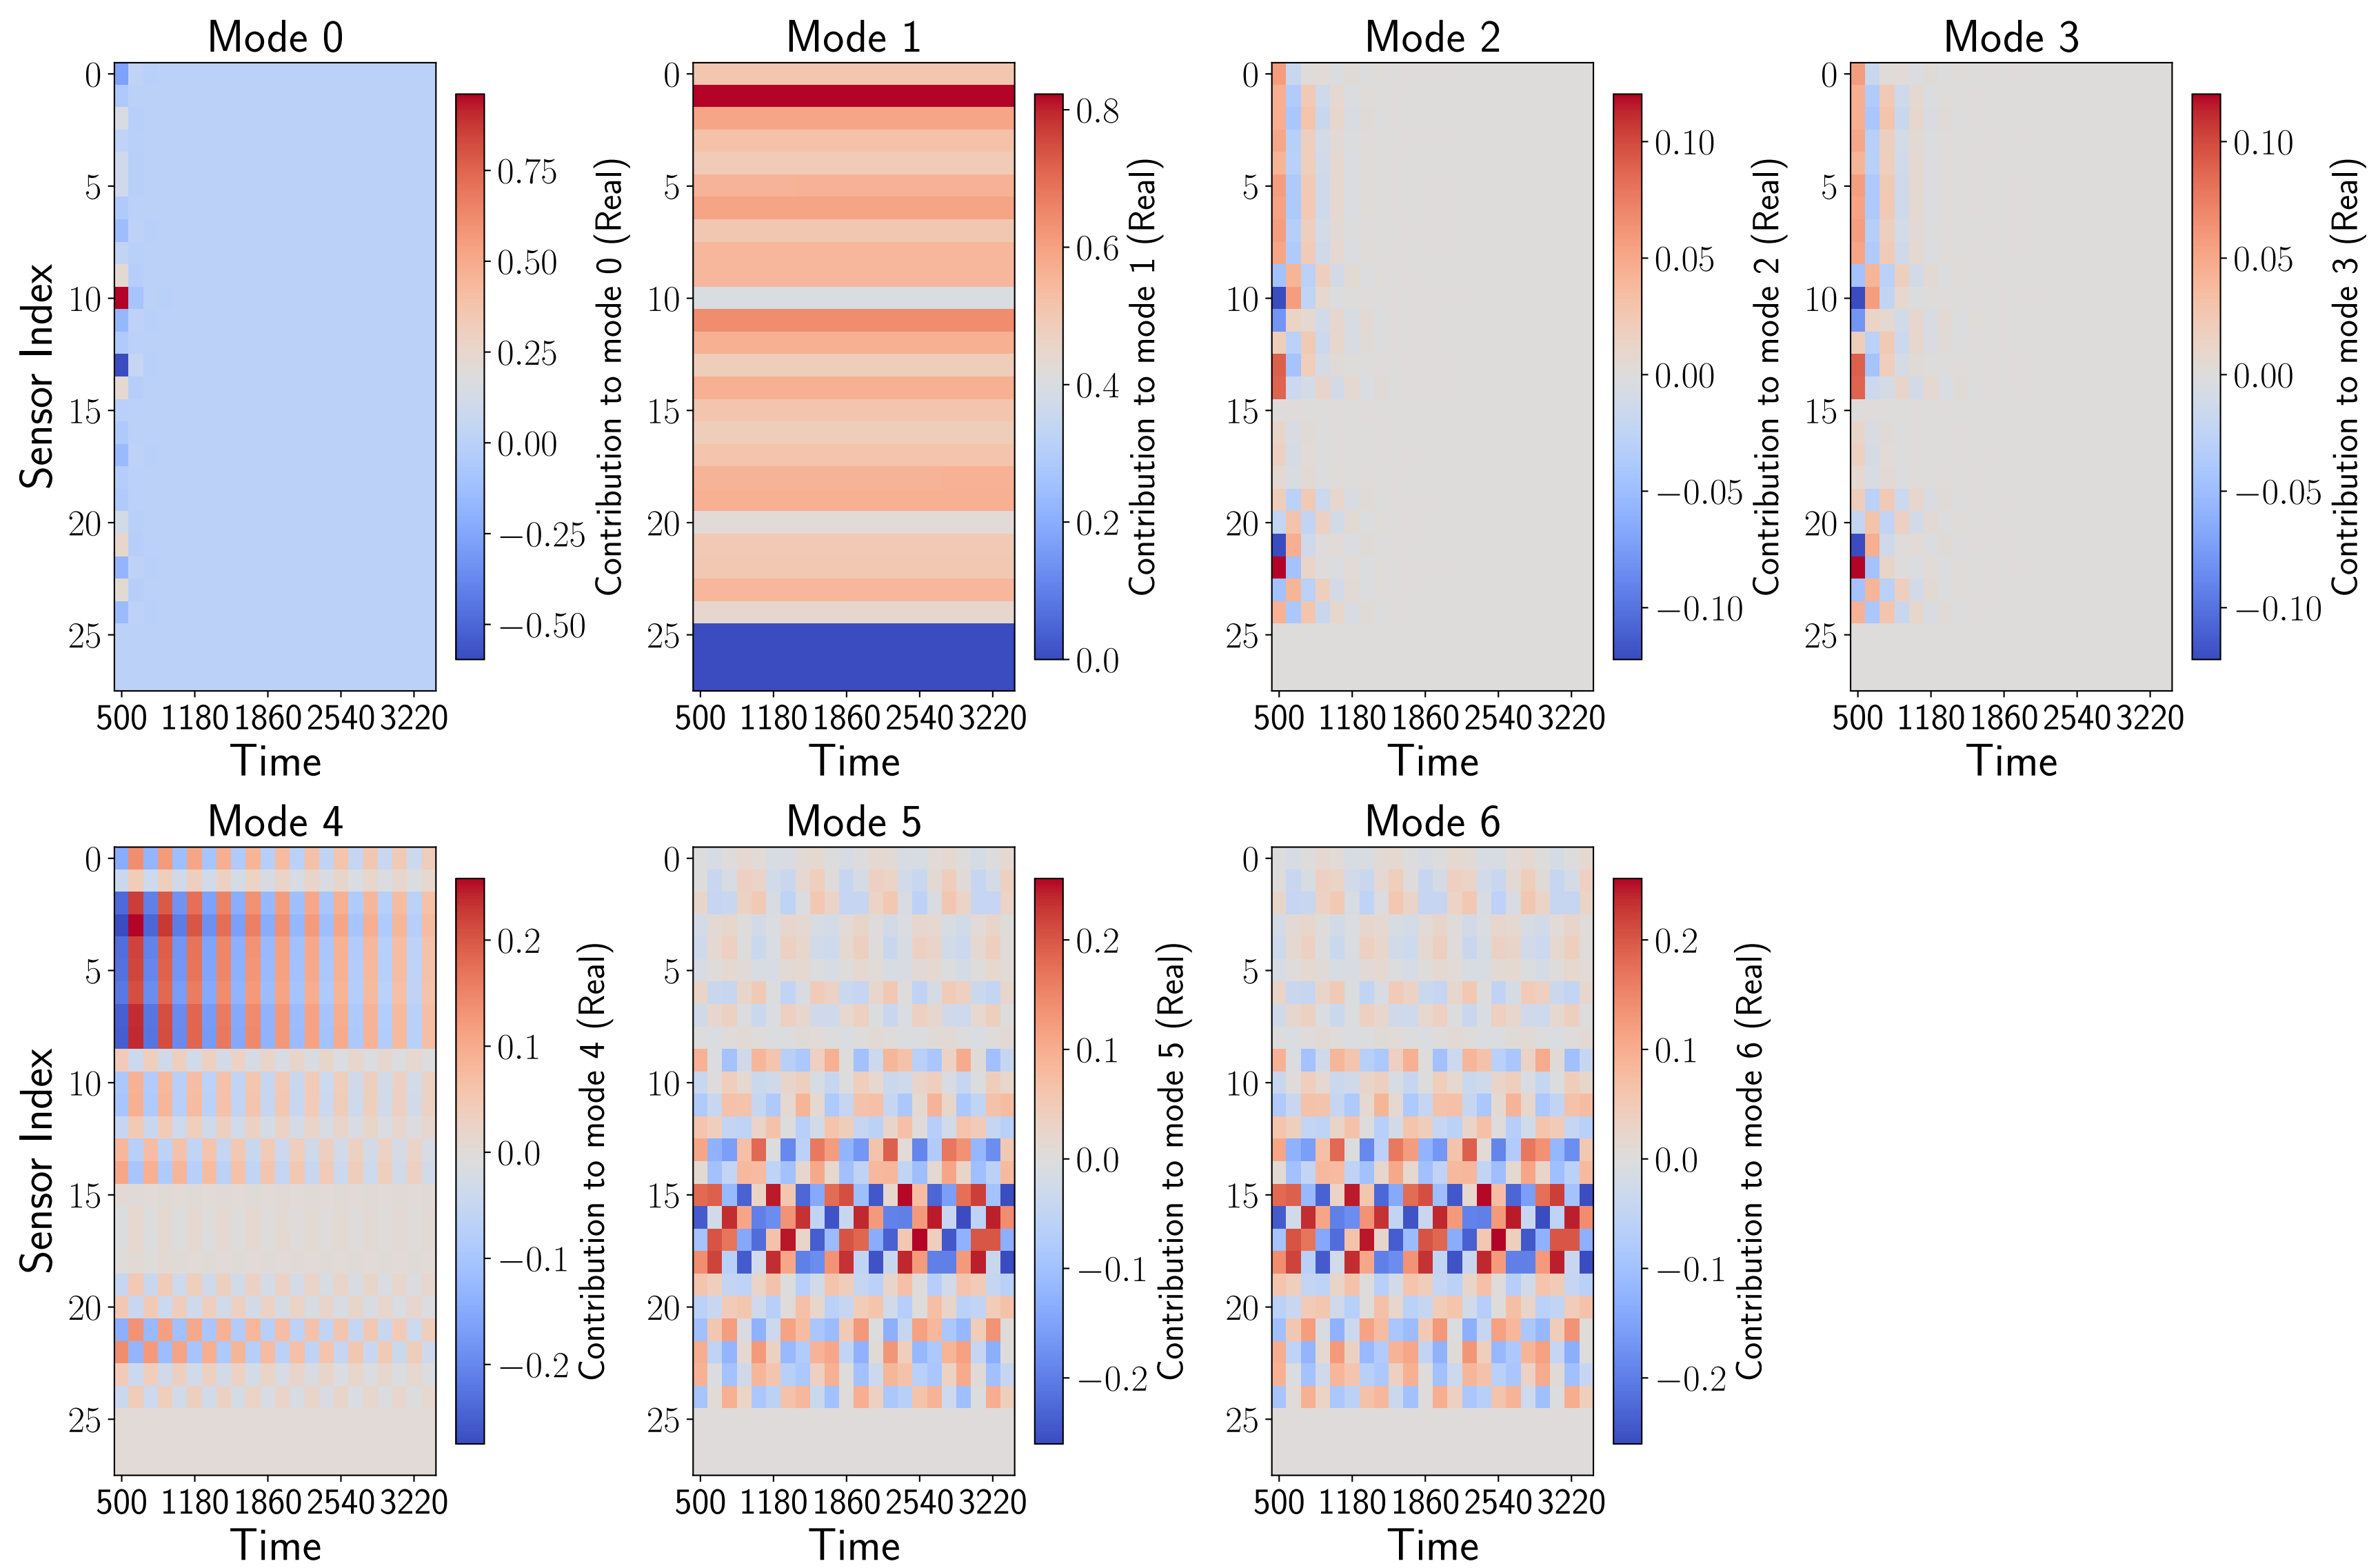 Mode 0
Mode 1
Mode 2
Mode 3
Sensor Index
0
5
10
15
20
25
500 1180 1860 2540 3220
Time
0.75
0.50
0.25
0.00
−0.25
−0.50
Contribution to mode 0 (Real)
0
5
10
15
20
25
500 1180 1860 2540 3220
Time
0.8
0.6
0.4
0.2
0.0
Contribution to mode 1 (Real)
0
5
10
15
20
25
500 1180 1860 2540 3220
Time
0.10
0.05
0.00
−0.05
−0.10
Contribution to mode 2 (Real)
0
5
10
15
20
25
500 1180 1860 2540 3220
Time
0.10
0.05
0.00
−0.05
−0.10
Contribution to mode 3 (Real)
Mode 4
Mode 5
Mode 6
Sensor Index
0
5
10
15
20
25
500 1180 1860 2540 3220
Time
0.2
0.1
0.0
−0.1
−0.2
Contribution to mode 4 (Real)
0
5
10
15
20
25
500 1180 1860 2540 3220
Time
0.2
0.1
0.0
−0.1
−0.2
Contribution to mode 5 (Real)
0
5
10
15
20
25
500 1180 1860 2540 3220
Time
0.2
0.1
0.0
−0.1
−0.2
Contribution to mode 6 (Real)